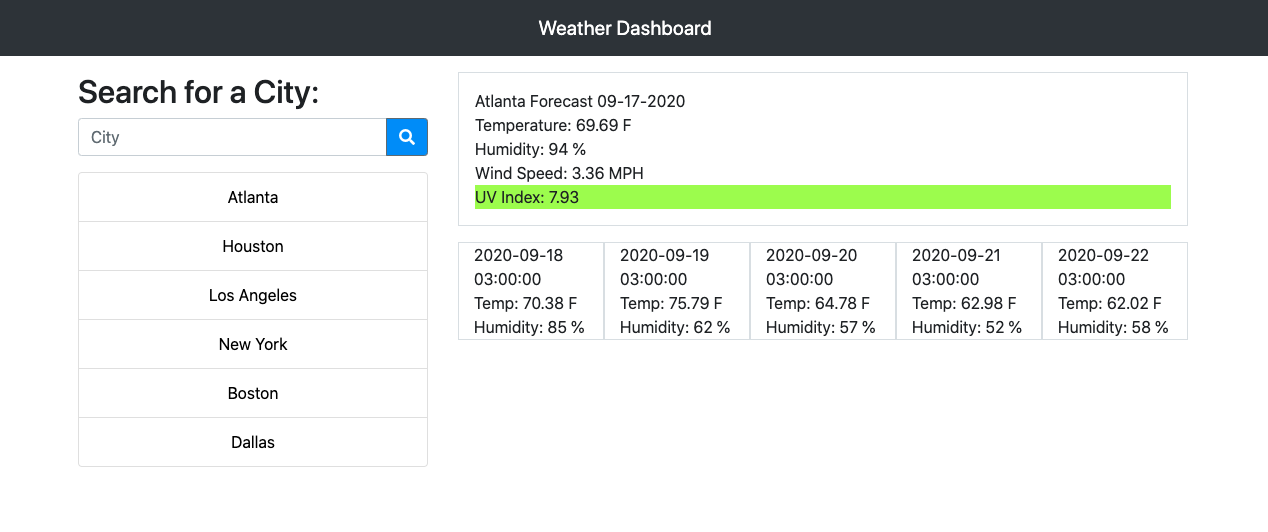 Weather Dashboard
Search for a City:
City
Atlanta
Houston
Los Angeles
New York
Boston
Dallas
Atlanta Forecast 09-17-2020
Temperature: 69.69 F
Humidity: 94 %
Wind Speed: 3.36 MPH
UV Index: 7.93
2020-09-18
03:00:00
Temp: 70.38 F
Humidity: 85 %
2020-09-19
03:00:00
Temp: 75.79 F
Humidity: 62 %
2020-09-20
03:00:00
Temp: 64.78 F
Humidity: 57 %
2020-09-21
03:00:00
Temp: 62.98 F
Humidity: 52 %
2020-09-22
03:00:00
Temp: 62.02 F
Humidity: 58 %